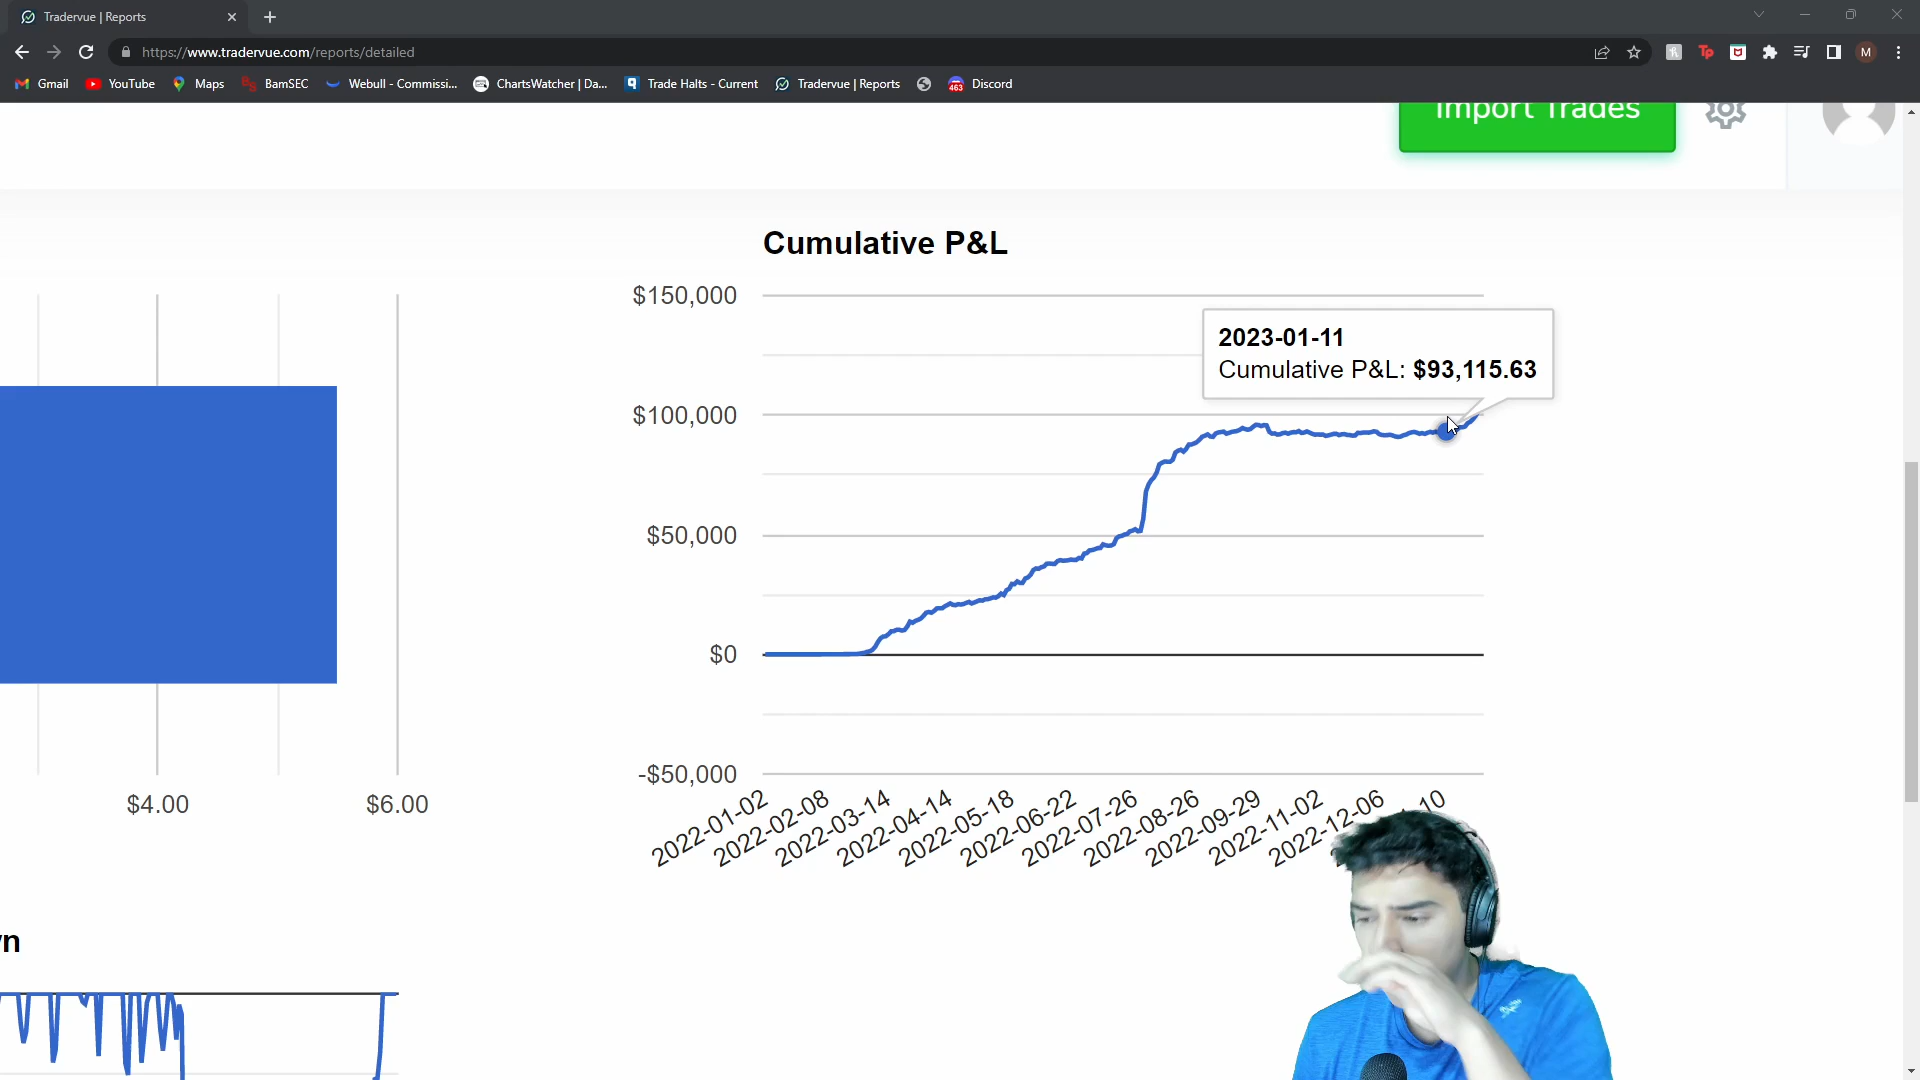 Tradervue | Reports
https://www.tradervue.com/reports/detailed
Gmail YouTube Maps BamSEC Webull - Commissi... ChartsWatcher | Da... Trade Halts - Current Tradervue | Reports 463 Discord
Tp M
Import Trades
Cumulative P&L
$150,000
2023-01-11
Cumulative P&L: $93,115.63
$100,000
$50,000
$0
-$50,000
$4.00 $6.00
2022-01-02 2022-02-08 2022-03-14 2022-04-14 2022-05-18 2022-06-22 2022-07-26 2022-08-26 2022-09-29 2022-11-02 2022-12-06 10